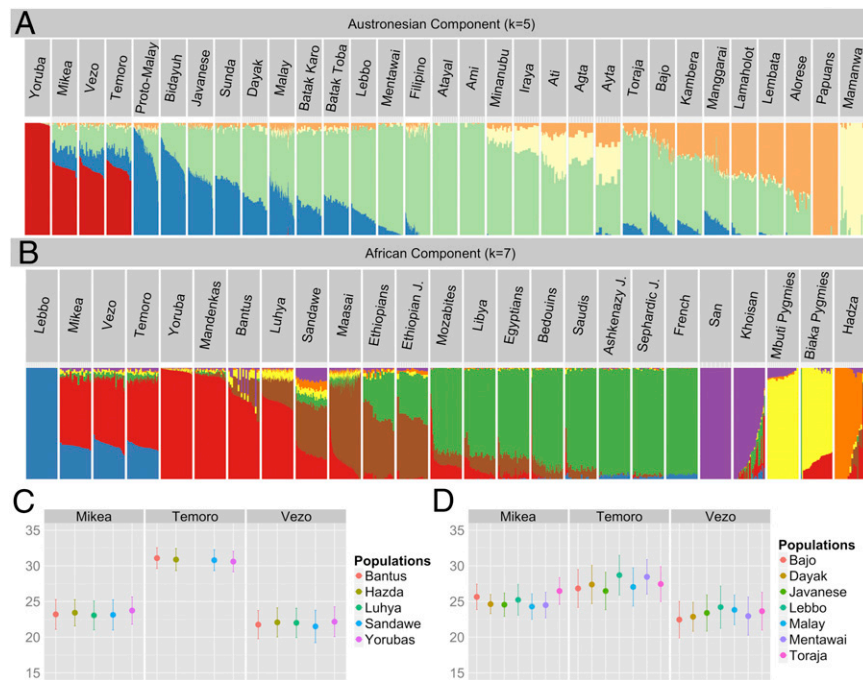 A
Austronesian Component (k=5)
Yoruba
Mikea
Vezo
Temoro
Proto-Malay
Bidayuh
Javanese
Sunda
Dayak
Malay
Batak Karo
Batak Toba
Lebbo
Mentawai
Filipino
Atayal
Ami
Minanubu
Iraya
Ati
Agta
Ayta
Toraja
Bajo
Kambera
Manggarai
Lamaholot
Lembata
Alorese
Papuans
Mamanwa
B
African Component (k=7)
Lebbo
Mikea
Vezo
Temoro
Yoruba
Mandenkas
Bantus
Luhya
Sandawe
Maasai
Ethiopians
Ethiopian J.
Mozabites
Libya
Egyptians
Bedouins
Saudis
Ashkenazy J.
Sephardic J.
French
San
Khoisan
Mbuti Pygmies
Biaka Pygmies
Hadza
C
Mikea Temoro Vezo
35
30
25
20
15
Populations
Bantus
Hazda
Luhya
Sandawe
Yorubas
D
Mikea Temoro Vezo
35
30
25
20
15
Populations
Bajo
Dayak
Javanese
Lebbo
Malay
Mentawai
Toraja